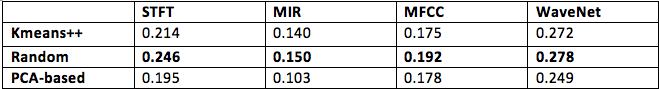 STFT MIR MFCC WaveNet
Kmeans++ 0.214 0.140 0.175 0.272
Random 0.246 0.150 0.192 0.278
PCA-based 0.195 0.103 0.178 0.249